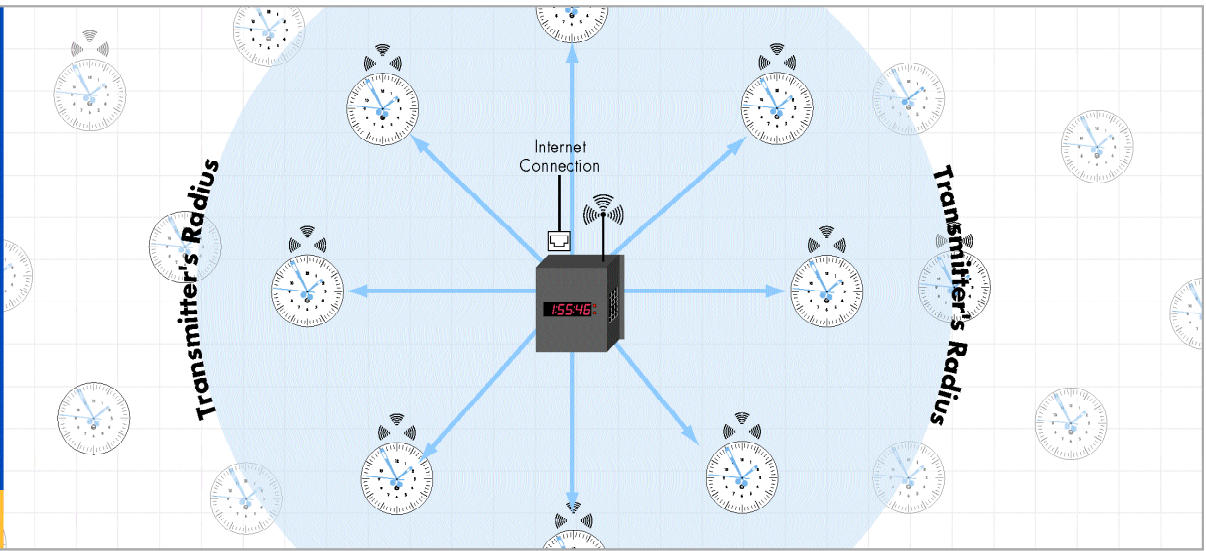 Internet
Connection
Transmitter's Radius
Transmitter's Radius
1:55:46